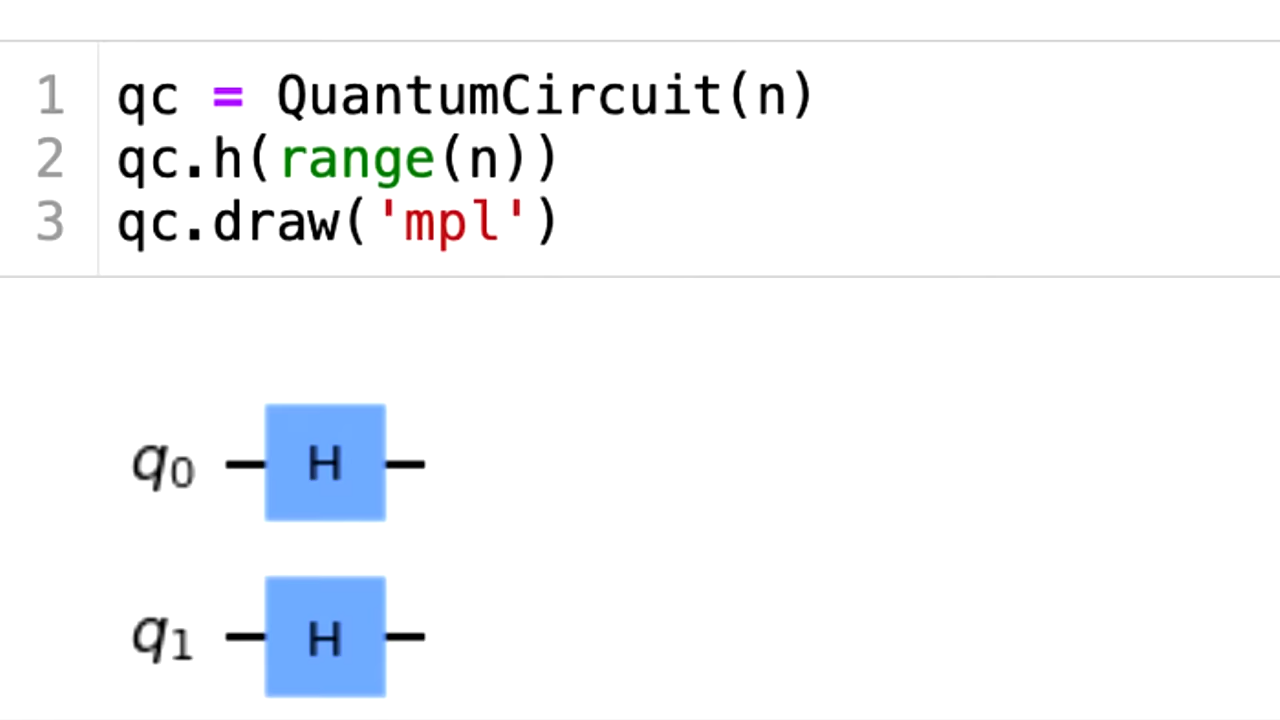 1 qc = QuantumCircuit(n)
2 qc.h(range(n))
3 qc.draw('mpl')
q0 H
q1 H